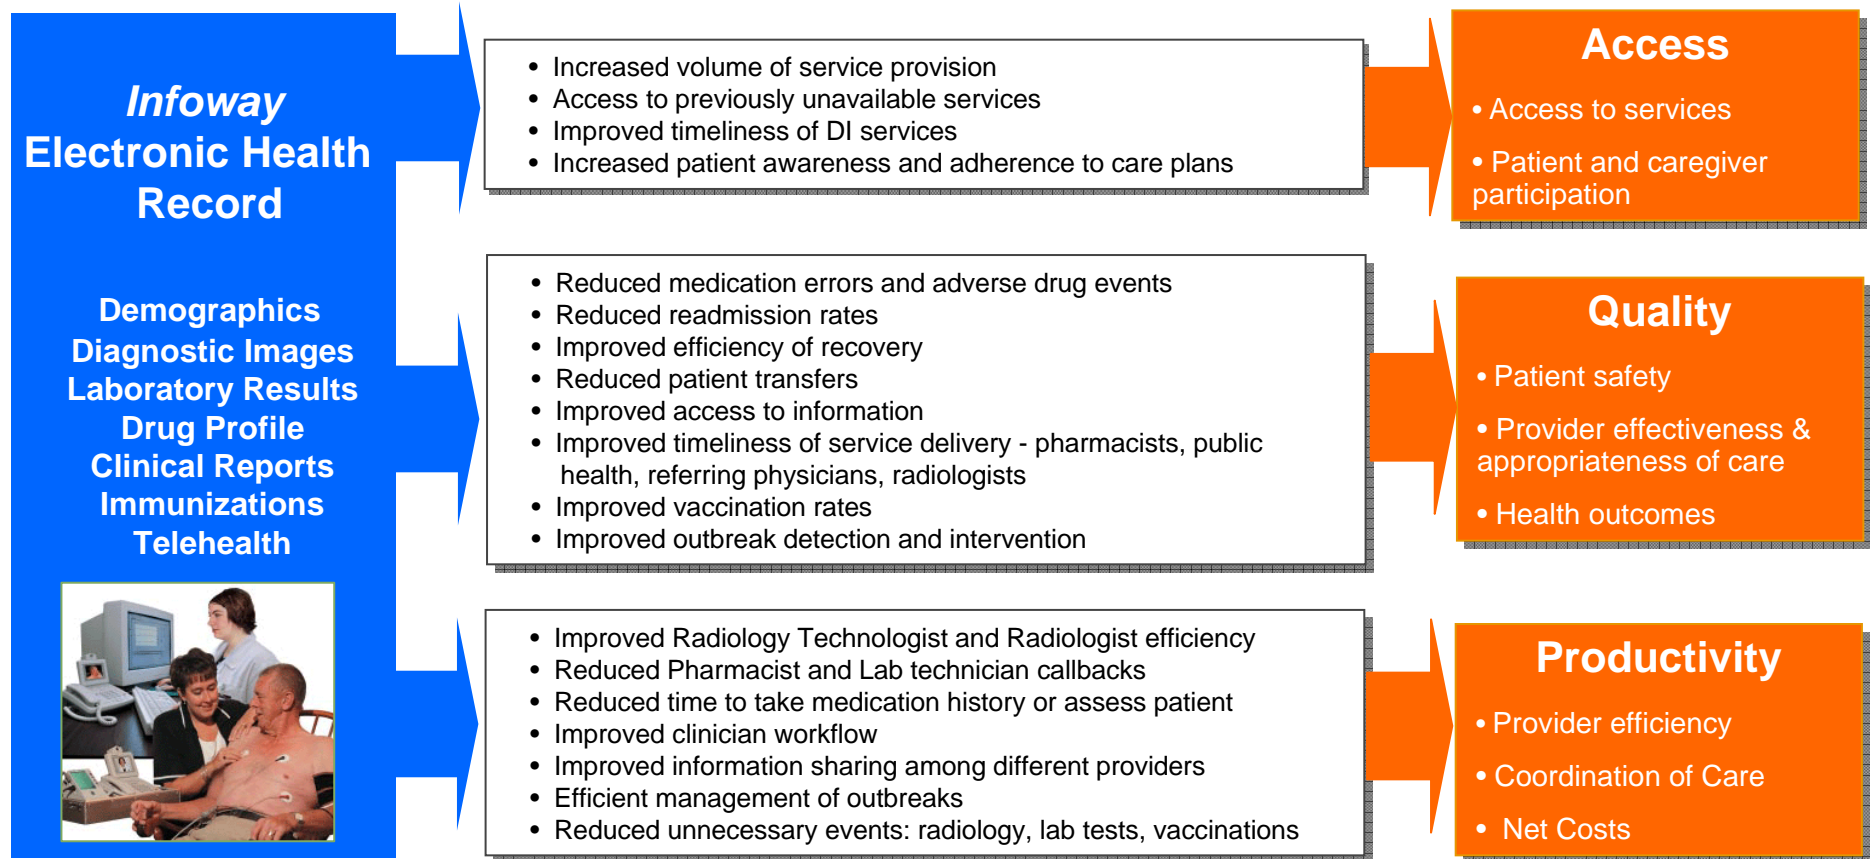 Infoway
Electronic Health
Record
Demographics
Diagnostic Images
Laboratory Results
Drug Profile
Clinical Reports
Immunizations
Telehealth
• Increased volume of service provision
• Access to previously unavailable services
• Improved timeliness of DI services
• Increased patient awareness and adherence to care plans
Access
• Access to services
• Patient and caregiver
participation
• Reduced medication errors and adverse drug events
• Reduced readmission rates
• Improved efficiency of recovery
• Reduced patient transfers
• Improved access to information
• Improved timeliness of service delivery - pharmacists, public
health, referring physicians, radiologists
• Improved vaccination rates
• Improved outbreak detection and intervention
Quality
• Patient safety
• Provider effectiveness &
appropriateness of care
• Health outcomes
• Improved Radiology Technologist and Radiologist efficiency
• Reduced Pharmacist and Lab technician callbacks
• Reduced time to take medication history or assess patient
• Improved clinician workflow
• Improved information sharing among different providers
• Efficient management of outbreaks
• Reduced unnecessary events: radiology, lab tests, vaccinations
Productivity
• Provider efficiency
• Coordination of Care
• Net Costs